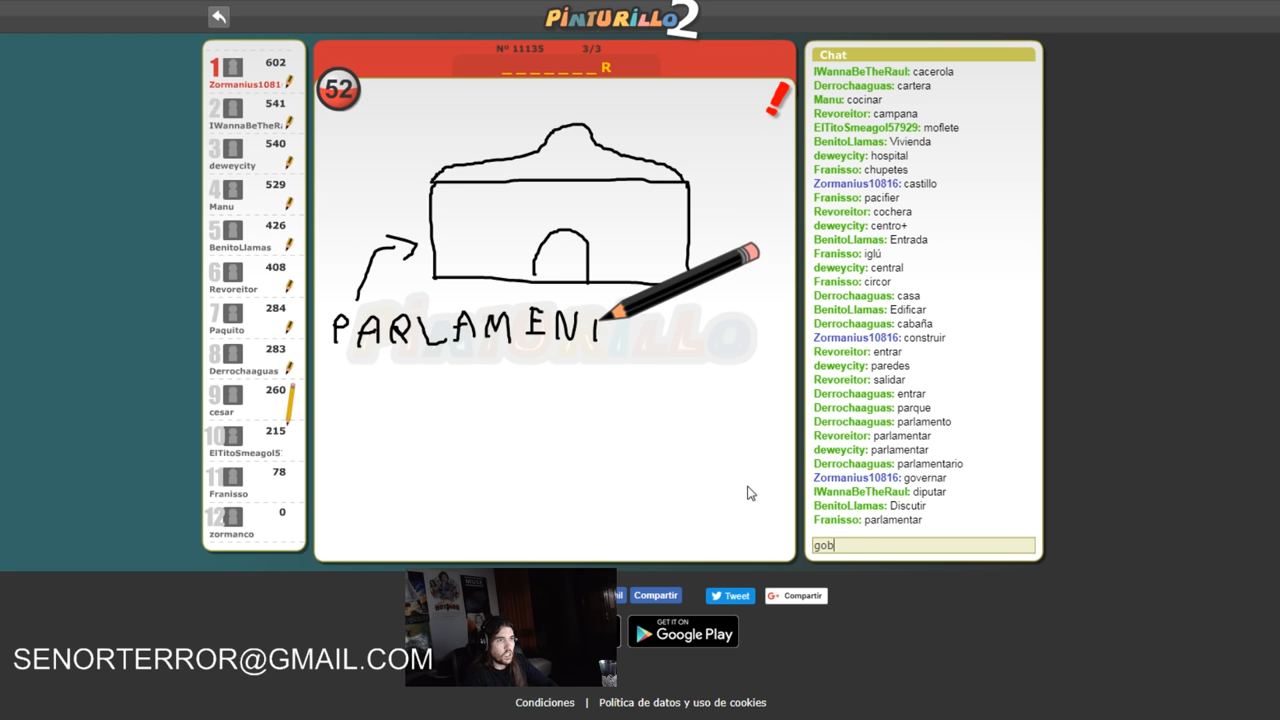 PINTURILLO 2
Nº 11135 3/3
_ _ _ _ _ _ _ R
52
1 602
Zormanius1081
2 541
IWannaBeTheRa
3 540
deweycity
4 529
Manu
5 426
BenitoLlamas
6 408
Revoreitor
7 284
Paquito
8 283
Derrochaaguas
9 260
cesar
10 215
ElTitoSmeagol5
11 78
Franisso
12 0
zormanco
PARLAMENT
PINTURILLO
Chat
IWannaBeTheRaul: cacerola
Derrochaaguas: cartera
Manu: cocinar
Revoreitor: campana
ElTitoSmeagol57929: moflete
BenitoLlamas: Vivienda
deweycity: hospital
Franisso: chupetes
Zormanius10816: castillo
Franisso: pacifier
Revoreitor: cochera
deweycity: centro+
BenitoLlamas: Entrada
Franisso: iglú
deweycity: central
Franisso: circor
Derrochaaguas: casa
BenitoLlamas: Edificar
Derrochaaguas: cabaña
Zormanius10816: construir
Revoreitor: entrar
deweycity: paredes
Revoreitor: salidar
Derrochaaguas: entrar
Derrochaaguas: parque
Derrochaaguas: parlamento
Revoreitor: parlamentar
deweycity: parlamentar
Derrochaaguas: parlamentario
Zormanius10816: governar
IWannaBeTheRaul: diputar
BenitoLlamas: Discutir
Franisso: parlamentar
gob
Compartir Tweet G+ Compartir
GET IT ON
Google Play
SENORTERROR@GMAIL.COM
Condiciones | Política de datos y uso de cookies